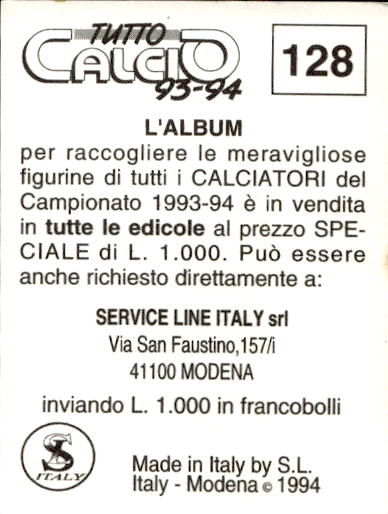 TUTTO
CALCIO
93-94
128
L'ALBUM
per raccogliere le meravigliose
figurine di tutti i CALCIATORI del
Campionato 1993-94 è in vendita
in tutte le edicole al prezzo SPE-
CIALE di L. 1.000. Può essere
anche richiesto direttamente a:
SERVICE LINE ITALY srl
Via San Faustino,157/i
41100 MODENA
inviando L. 1.000 in francobolli
SL
ITALY
Made in Italy by S.L.
Italy - Modena © 1994